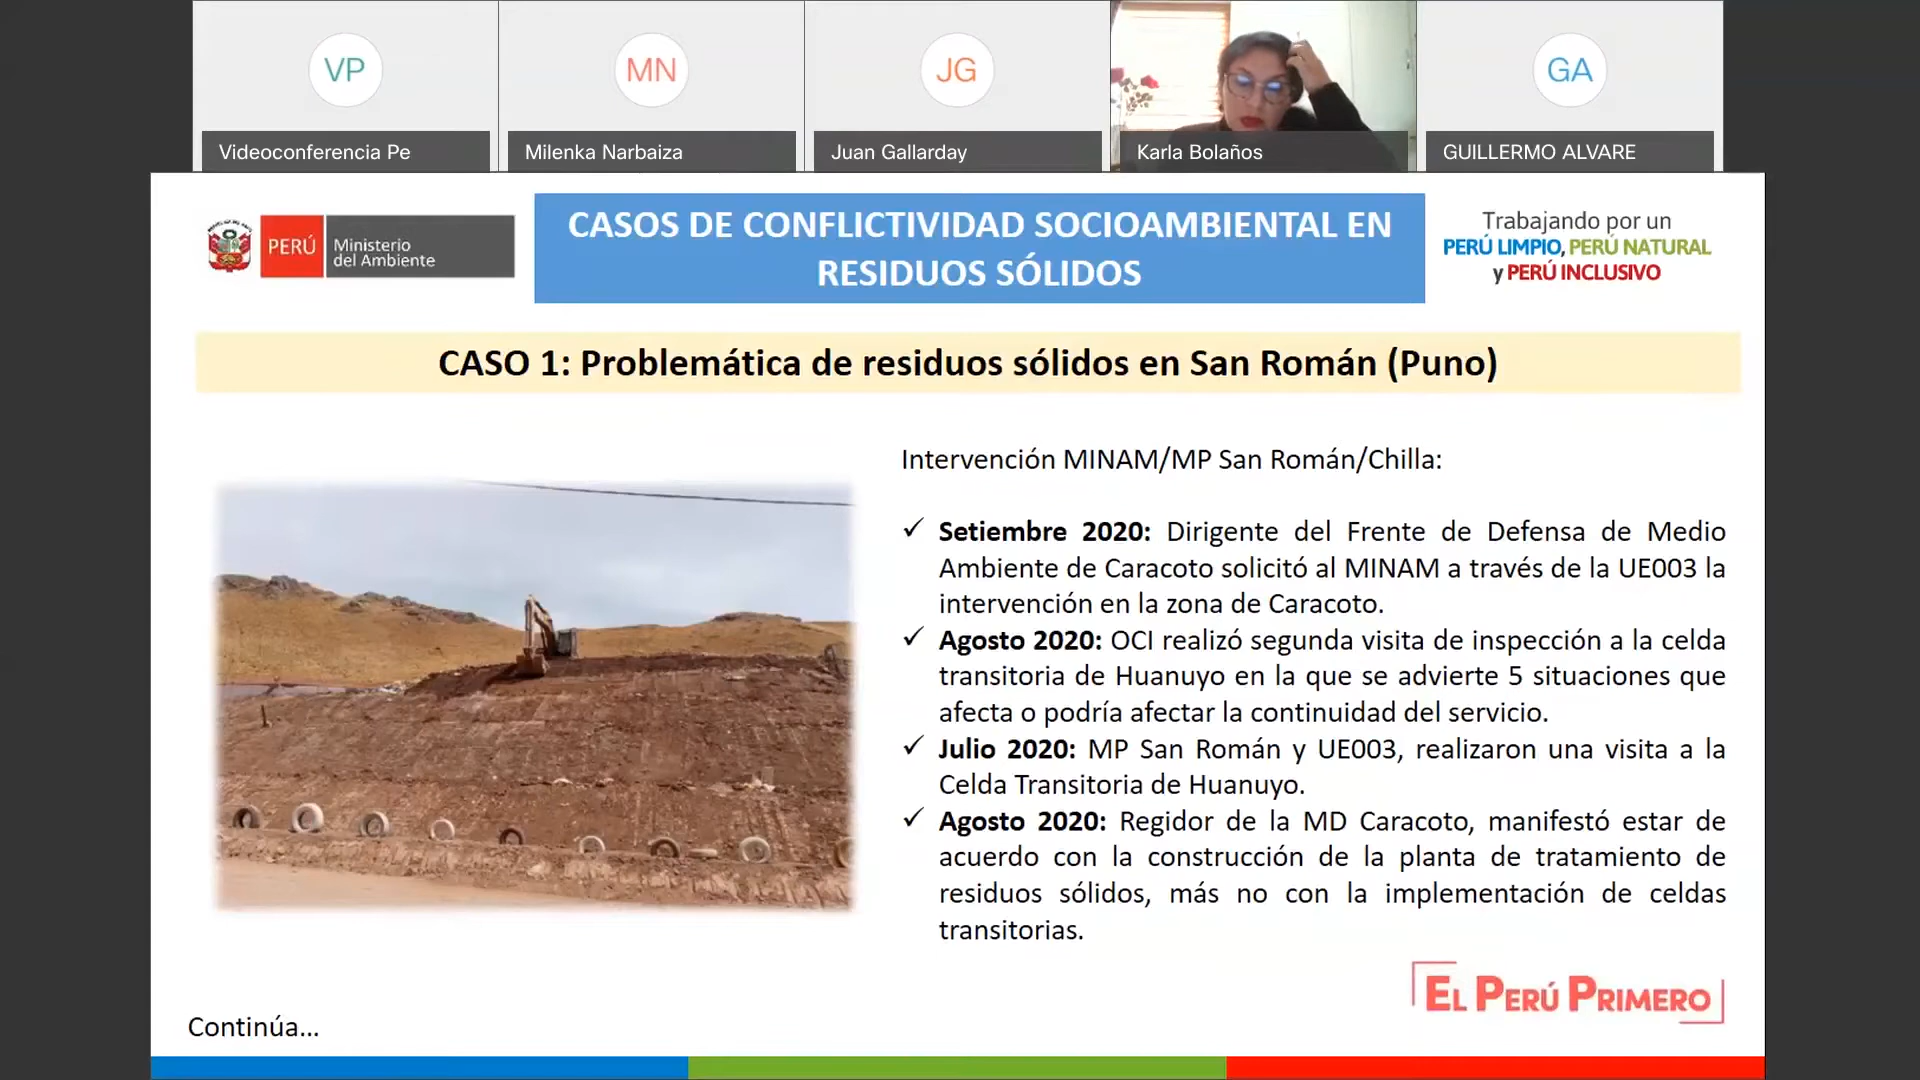 VP
MN
JG
GA
Videoconferencia Pe
Milenka Narbaiza
Juan Gallarday
Karla Bolaños
GUILLERMO ALVARE
PERÚ
Ministerio
del Ambiente
CASOS DE CONFLICTIVIDAD SOCIOAMBIENTAL EN
RESIDUOS SÓLIDOS
Trabajando por un
PERÚ LIMPIO, PERÚ NATURAL
y PERÚ INCLUSIVO
CASO 1: Problemática de residuos sólidos en San Román (Puno)
Intervención MINAM/MP San Román/Chilla:
✓ Setiembre 2020: Dirigente del Frente de Defensa de Medio
Ambiente de Caracoto solicitó al MINAM a través de la UE003 la
intervención en la zona de Caracoto.
✓ Agosto 2020: OCI realizó segunda visita de inspección a la celda
transitoria de Huanuyo en la que se advierte 5 situaciones que
afecta o podría afectar la continuidad del servicio.
✓ Julio 2020: MP San Román y UE003, realizaron una visita a la
Celda Transitoria de Huanuyo.
✓ Agosto 2020: Regidor de la MD Caracoto, manifestó estar de
acuerdo con la construcción de la planta de tratamiento de
residuos sólidos, más no con la implementación de celdas
transitorias.
EL PERÚ PRIMERO
Continúa...